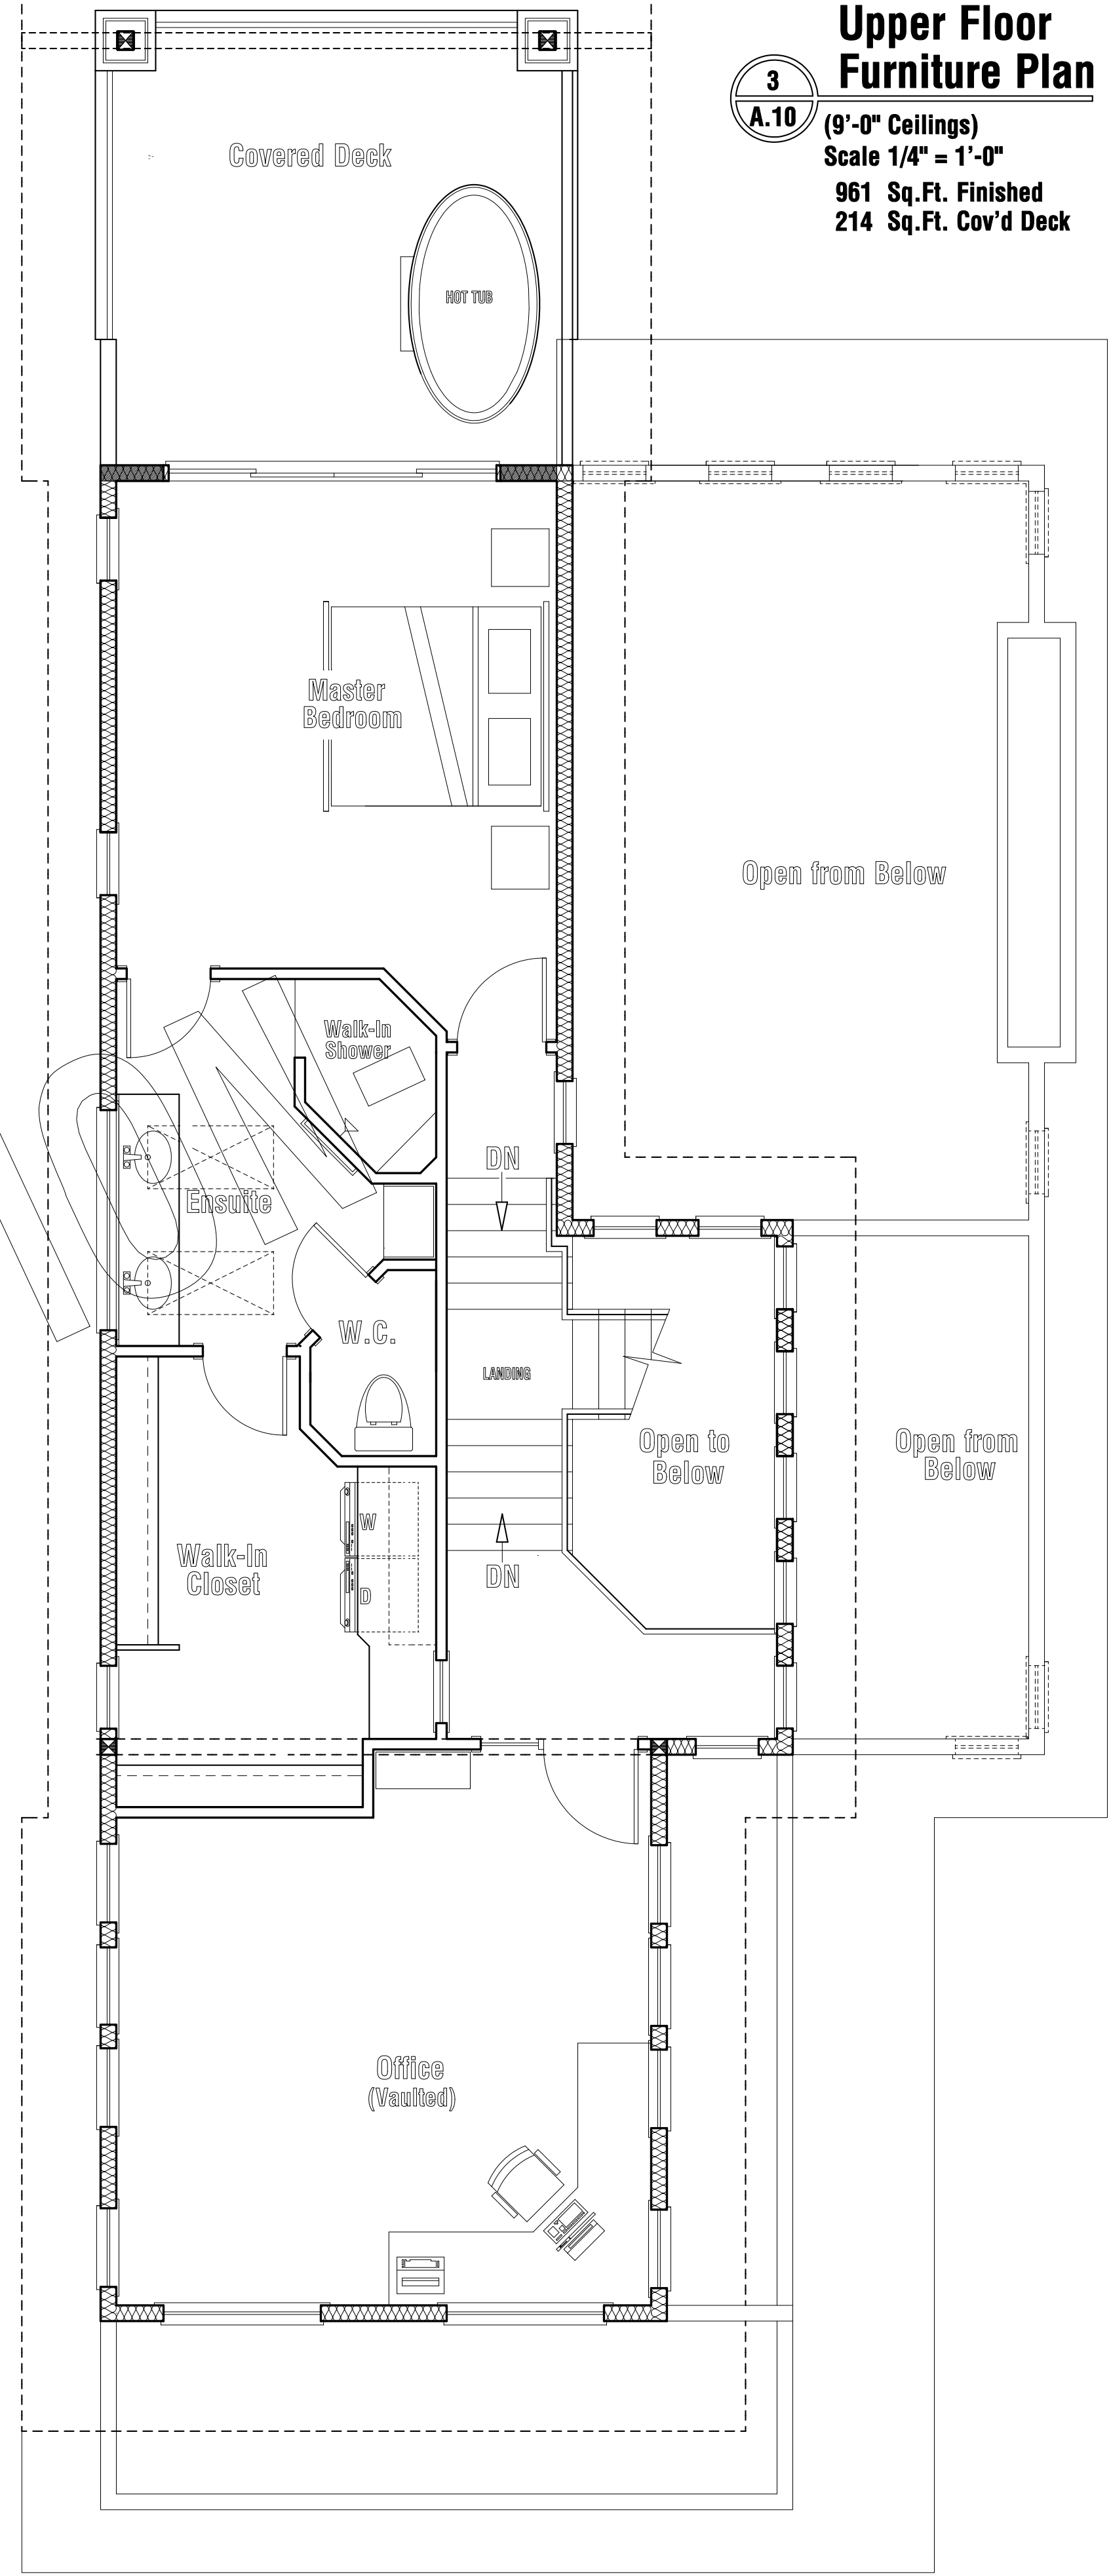 Upper Floor
Furniture Plan
3
A.10
(9'-0" Ceilings)
Scale 1/4" = 1'-0"
961 Sq.Ft. Finished
214 Sq.Ft. Cov'd Deck
Covered Deck
HOT TUB
Master
Bedroom
Open from Below
Walk-In
Shower
DN
Ensuite
W.C.
LANDING
Open to
Below
Open from
Below
W
Walk-In
Closet
DN
D
Office
(Vaulted)